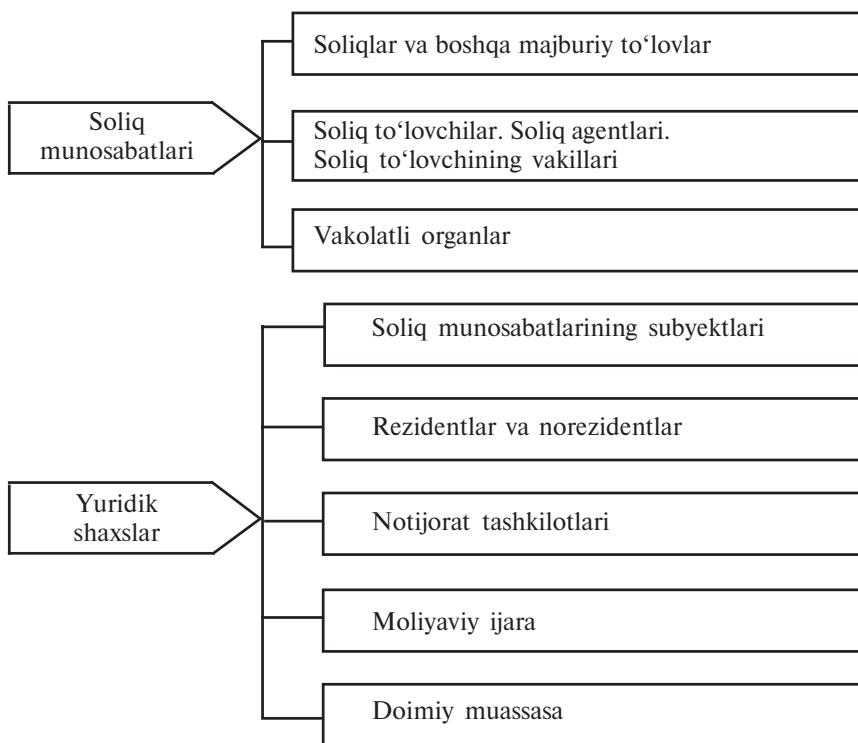 Soliq
munosabatlari
Soliqlar va boshqa majburiy to‘lovlar
Soliq to‘lovchilar. Soliq agentlari.
Soliq to‘lovchining vakillari
Vakolatli organlar
Yuridik
shaxslar
Soliq munosabatlarining subyektlari
Rezidentlar va norezidentlar
Notijorat tashkilotlari
Moliyaviy ijara
Doimiy muassasa